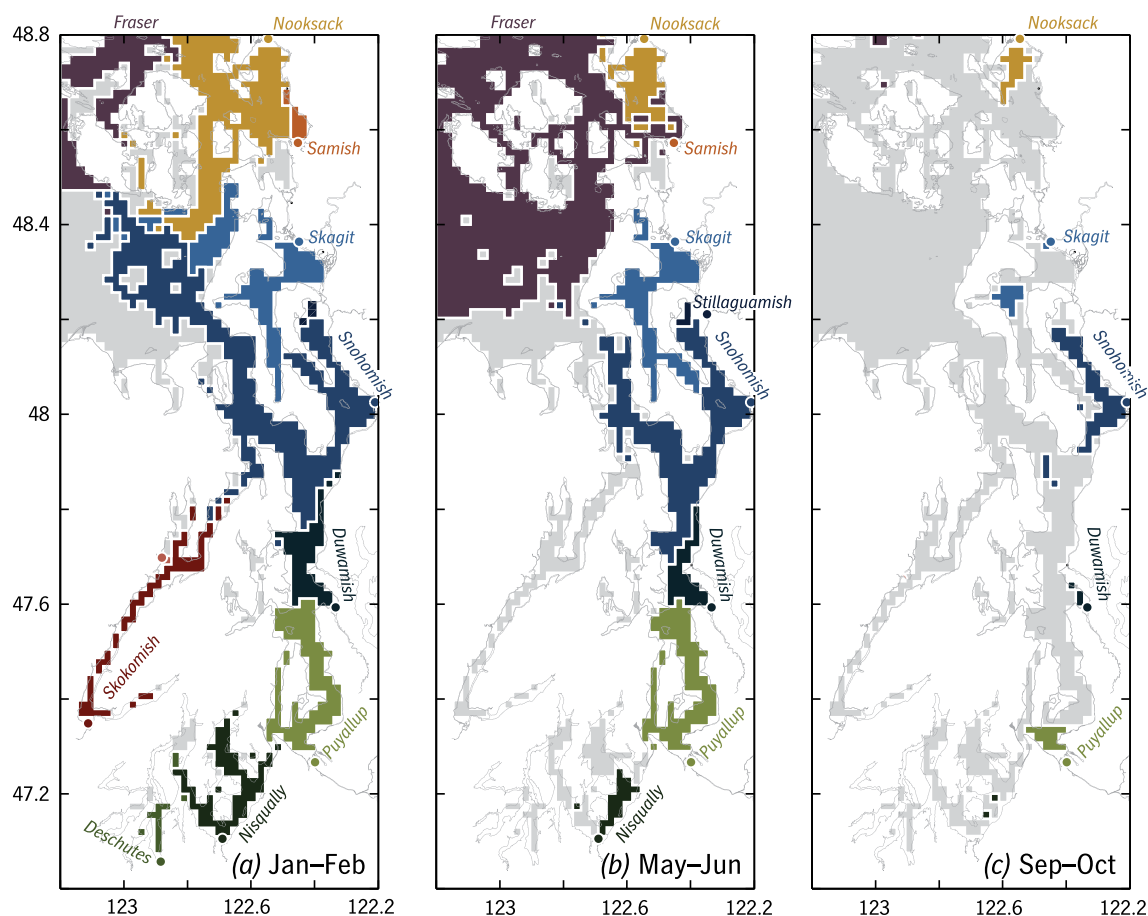 Fraser
Nooksack
Samish
Skagit
Snohomish
Duwamish
Skokomish
Puyallup
Nisqually
Deschutes
(a) Jan–Feb
48.8
48.4
48
47.6
47.2
123
122.6
122.2
Fraser
Nooksack
Samish
Skagit
Stillaguamish
Snohomish
Duwamish
Puyallup
Nisqually
(b) May–Jun
123
122.6
122.2
Nooksack
Skagit
Snohomish
Duwamish
Puyallup
(c) Sep–Oct
123
122.6
122.2